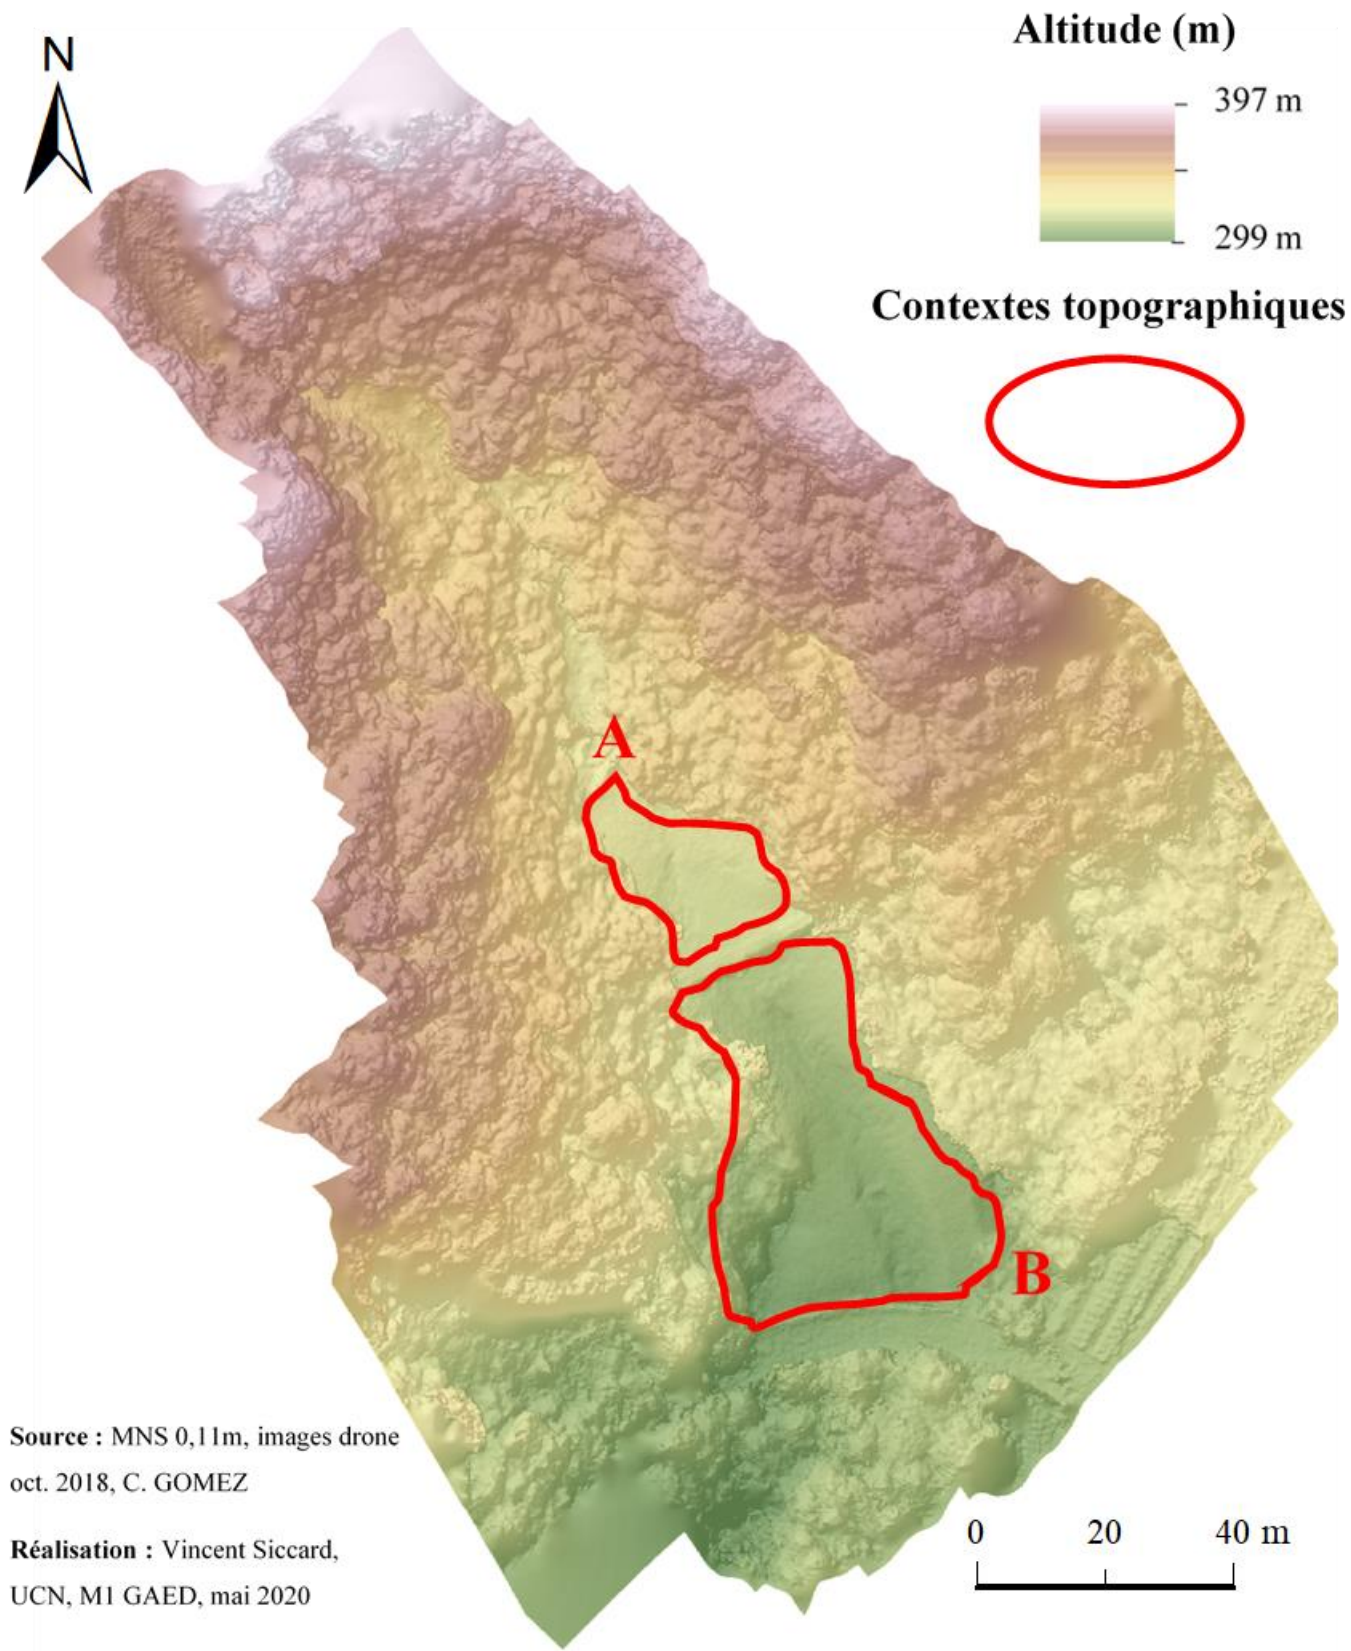 N
Altitude (m)
397 m
299 m
Contextes topographiques
A
B
Source : MNS 0,11m, images drone
oct. 2018, C. GOMEZ
Réalisation : Vincent Siccard,
UCN, M1 GAED, mai 2020
0 20 40 m